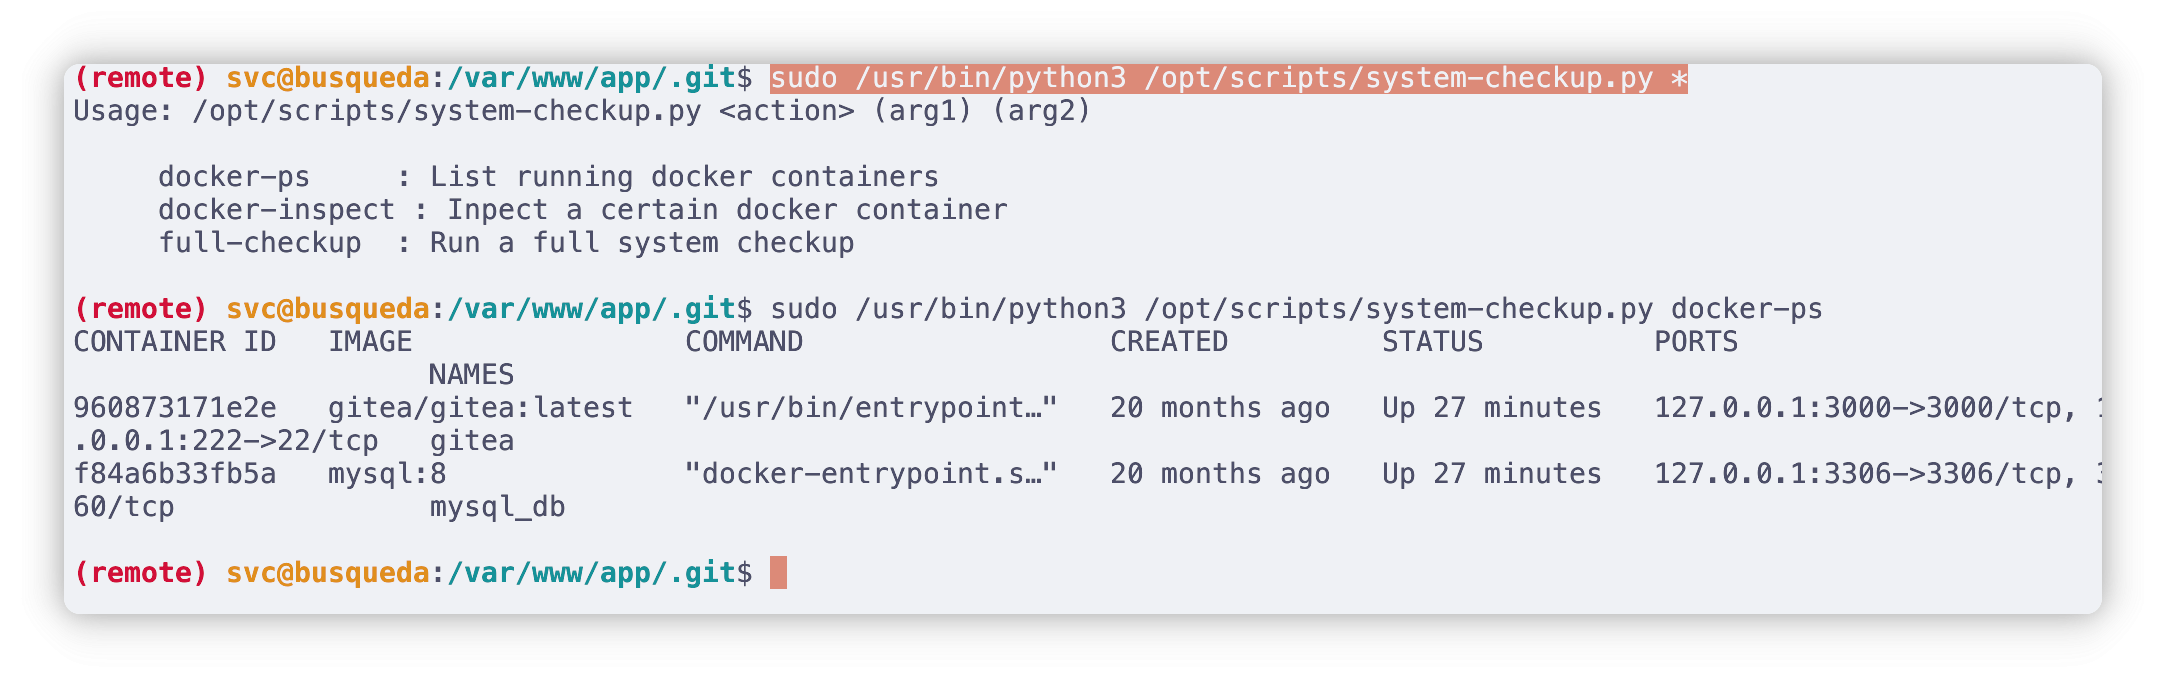 (remote) svc@busqueda:/var/www/app/.git$ sudo /usr/bin/python3 /opt/scripts/system-checkup.py *
Usage: /opt/scripts/system-checkup.py <action> (arg1) (arg2)
docker-ps     : List running docker containers
docker-inspect : Inpect a certain docker container
full-checkup  : Run a full system checkup
(remote) svc@busqueda:/var/www/app/.git$ sudo /usr/bin/python3 /opt/scripts/system-checkup.py docker-ps
CONTAINER ID   IMAGE                COMMAND                  CREATED         STATUS          PORTS
NAMES
960873171e2e   gitea/gitea:latest   "/usr/bin/entrypoint…"   20 months ago   Up 27 minutes   127.0.0.1:3000->3000/tcp,
.0.0.1:222->22/tcp   gitea
f84a6b33fb5a   mysql:8              "docker-entrypoint.s…"   20 months ago   Up 27 minutes   127.0.0.1:3306->3306/tcp,
60/tcp               mysql_db
(remote) svc@busqueda:/var/www/app/.git$